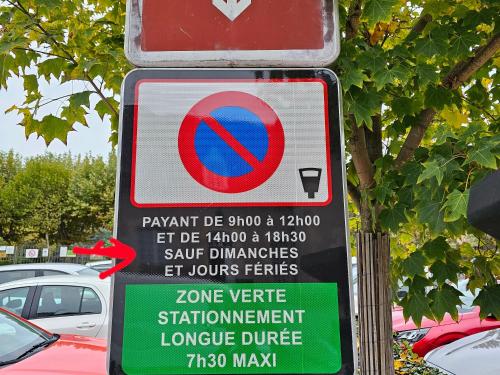 PAYANT DE 9h00 à 12h00
ET DE 14h00 à 18h30
SAUF DIMANCHES
ET JOURS FÉRIÉS
ZONE VERTE
STATIONNEMENT
LONGUE DURÉE
7h30 MAXI